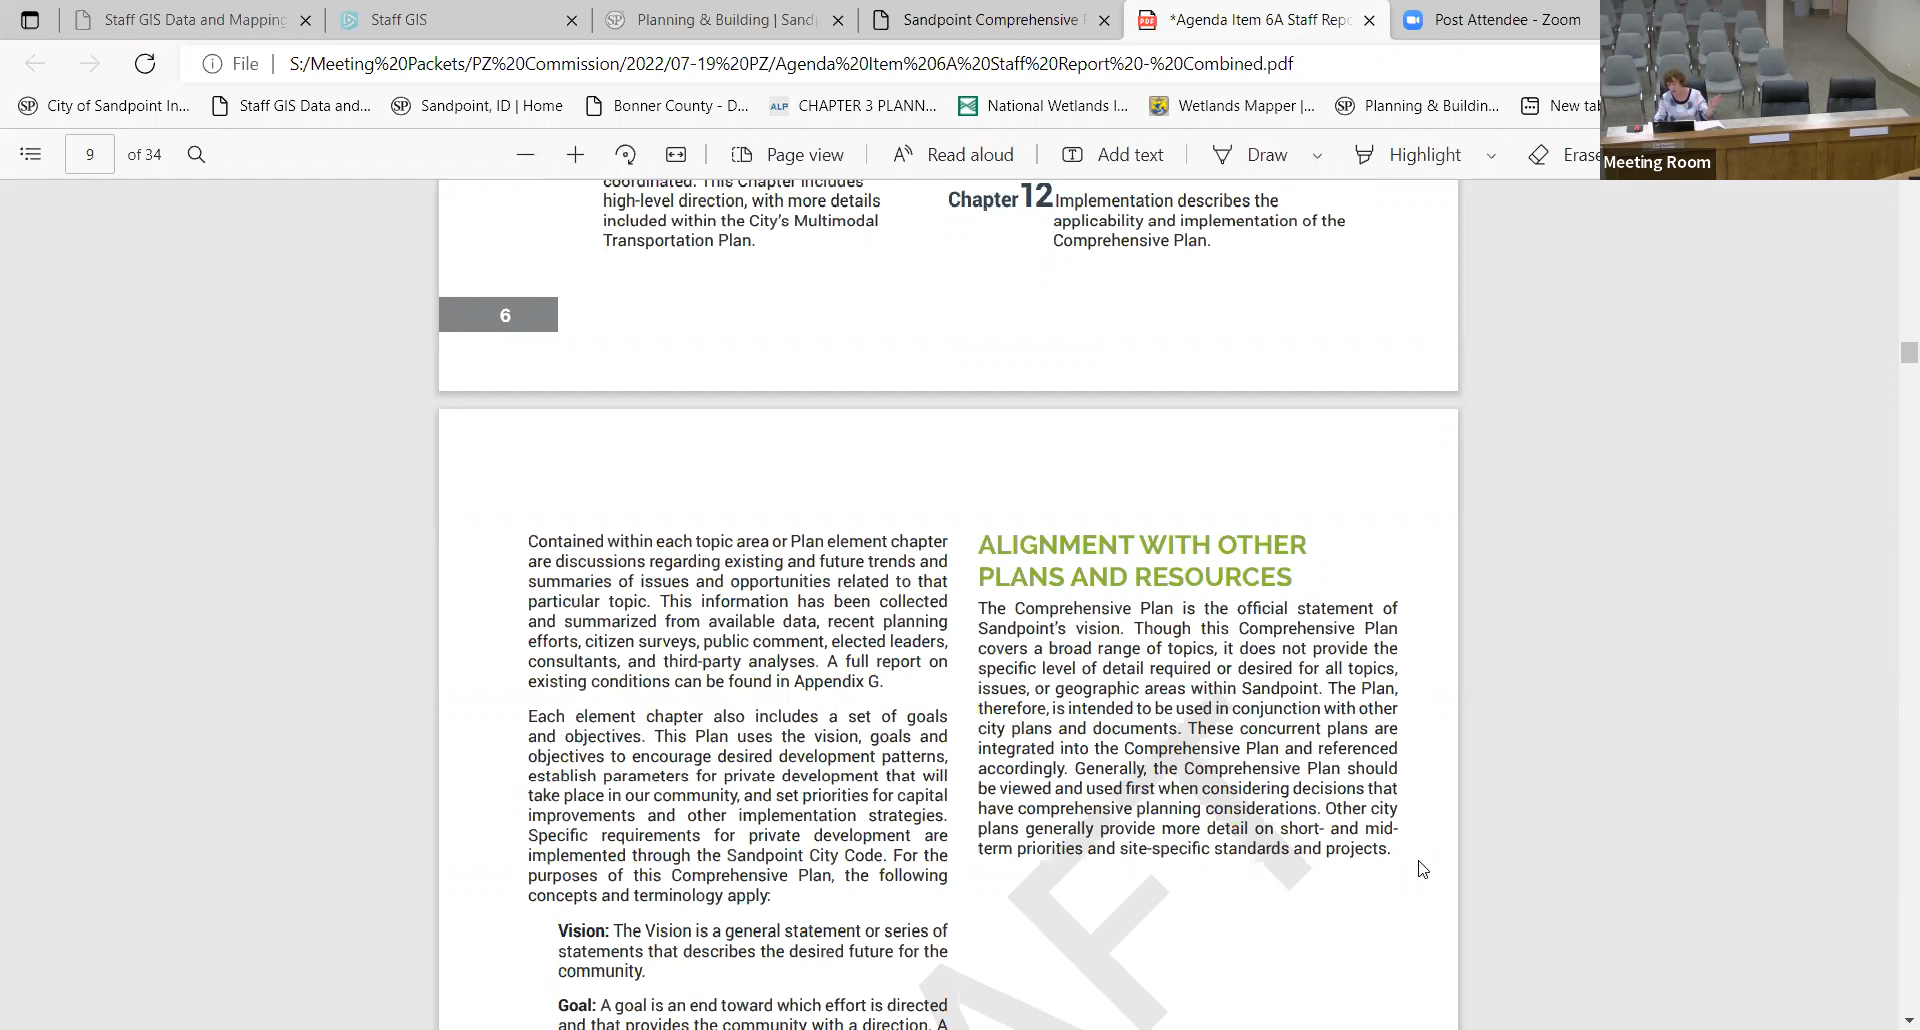 Staff GIS Data and Mapping
Staff GIS
Planning & Building | Sand
Sandpoint Comprehensive
*Agenda Item 6A Staff Repo
Post Attendee - Zoom
File
S:/Meeting%20Packets/PZ%20Commission/2022/07-19%20PZ/Agenda%20Item%206A%20Staff%20Report%20-%20Combined.pdf
City of Sandpoint In...
Staff GIS Data and...
Sandpoint, ID | Home
Bonner County - D...
ALP
CHAPTER 3 PLANN...
National Wetlands I...
Wetlands Mapper |...
Planning & Buildin...
New tab
9
of 34
Page view
Read aloud
Add text
Draw
Highlight
Erase
Meeting Room
coordinated. This Chapter includes
high-level direction, with more details
included within the City's Multimodal
Transportation Plan.
Chapter 12
Implementation describes the
applicability and implementation of the
Comprehensive Plan.
6
Contained within each topic area or Plan element chapter
are discussions regarding existing and future trends and
summaries of issues and opportunities related to that
particular topic. This information has been collected
and summarized from available data, recent planning
efforts, citizen surveys, public comment, elected leaders,
consultants, and third-party analyses. A full report on
existing conditions can be found in Appendix G.
Each element chapter also includes a set of goals
and objectives. This Plan uses the vision, goals and
objectives to encourage desired development patterns,
establish parameters for private development that will
take place in our community, and set priorities for capital
improvements and other implementation strategies.
Specific requirements for private development are
implemented through the Sandpoint City Code. For the
purposes of this Comprehensive Plan, the following
concepts and terminology apply:
Vision: The Vision is a general statement or series of
statements that describes the desired future for the
community.
Goal: A goal is an end toward which effort is directed
and that provides the community with a direction. A
ALIGNMENT WITH OTHER
PLANS AND RESOURCES
The Comprehensive Plan is the official statement of
Sandpoint's vision. Though this Comprehensive Plan
covers a broad range of topics, it does not provide the
specific level of detail required or desired for all topics,
issues, or geographic areas within Sandpoint. The Plan,
therefore, is intended to be used in conjunction with other
city plans and documents. These concurrent plans are
integrated into the Comprehensive Plan and referenced
accordingly. Generally, the Comprehensive Plan should
be viewed and used first when considering decisions that
have comprehensive planning considerations. Other city
plans generally provide more detail on short- and mid-
term priorities and site-specific standards and projects.
AFT